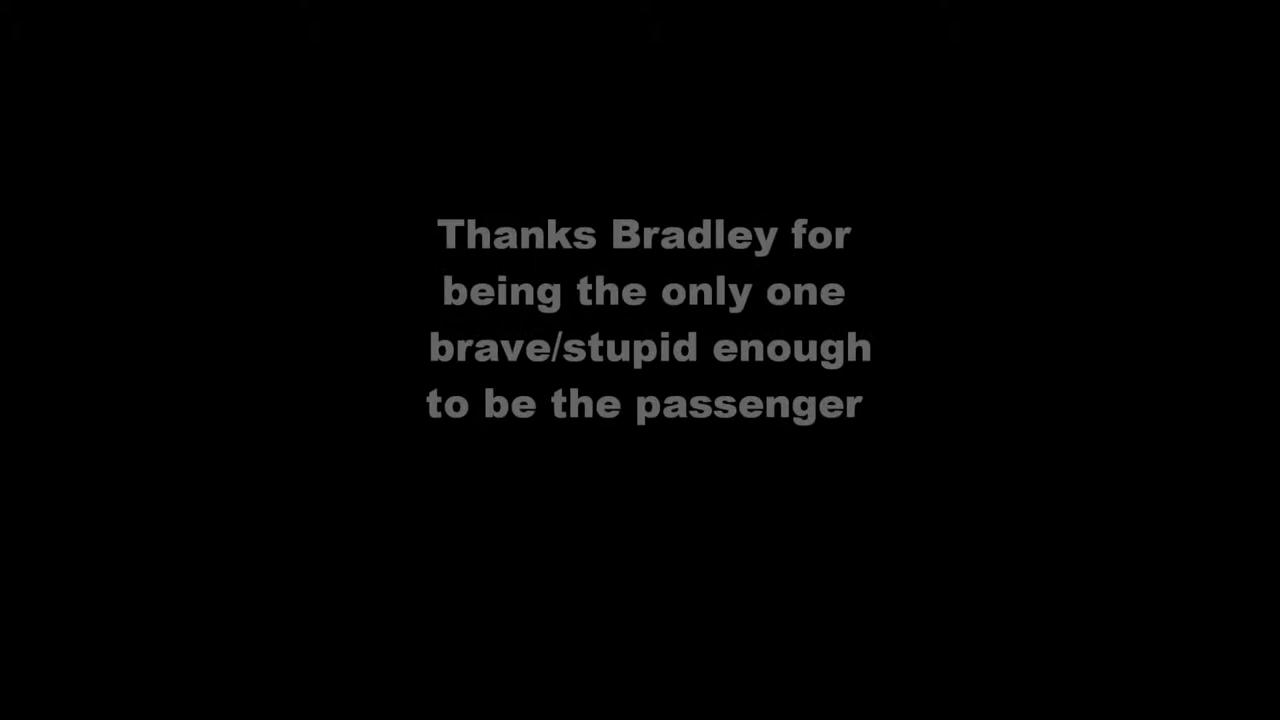 Thanks Bradley for
being the only one
brave/stupid enough
to be the passenger